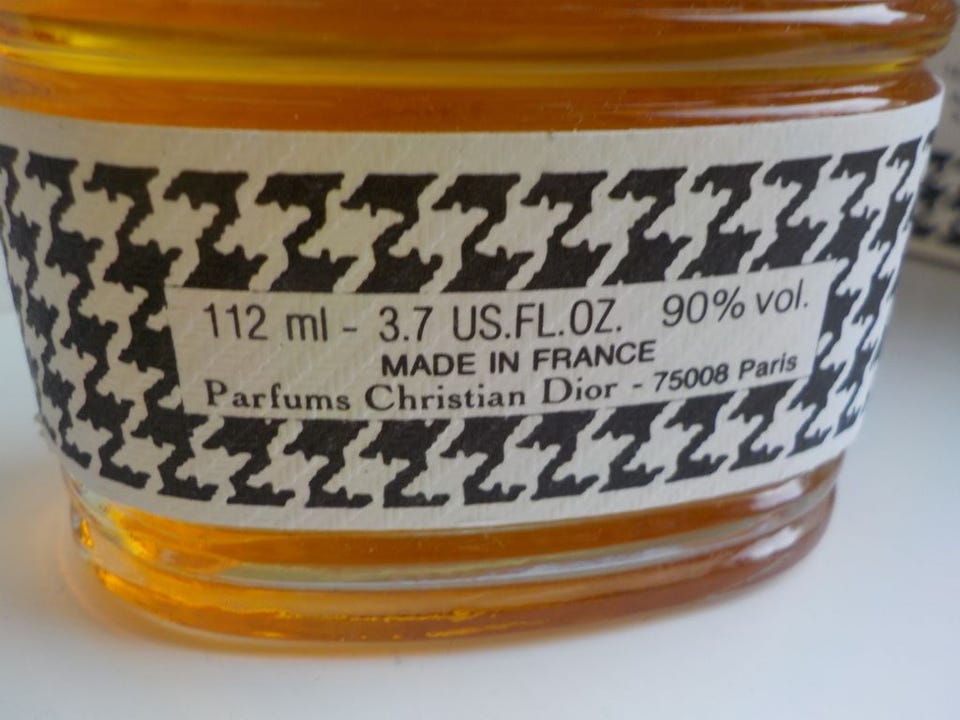 112 ml - 3.7 US.FL.OZ. 90% vol.
MADE IN FRANCE
Parfums Christian Dior - 75008 Paris